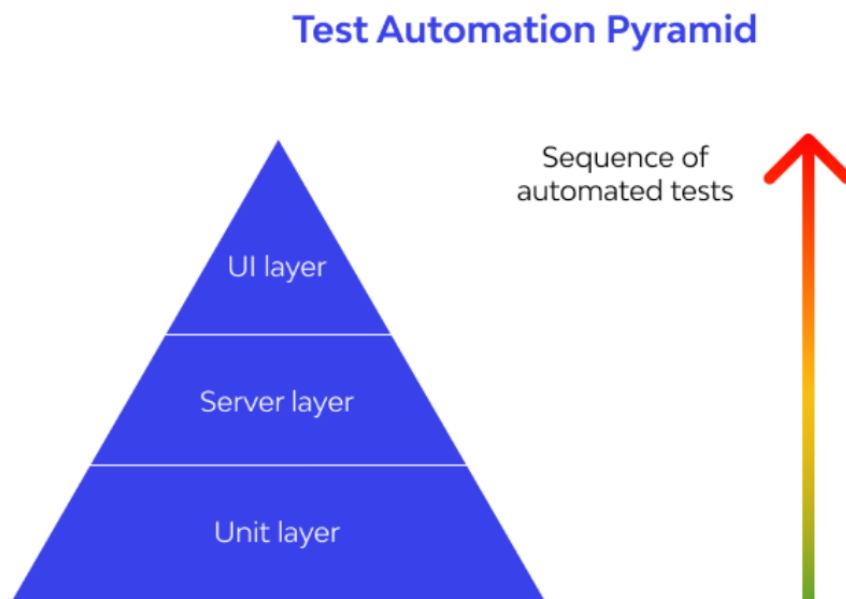 Test Automation Pyramid
Sequence of
automated tests
UI layer
Server layer
Unit layer